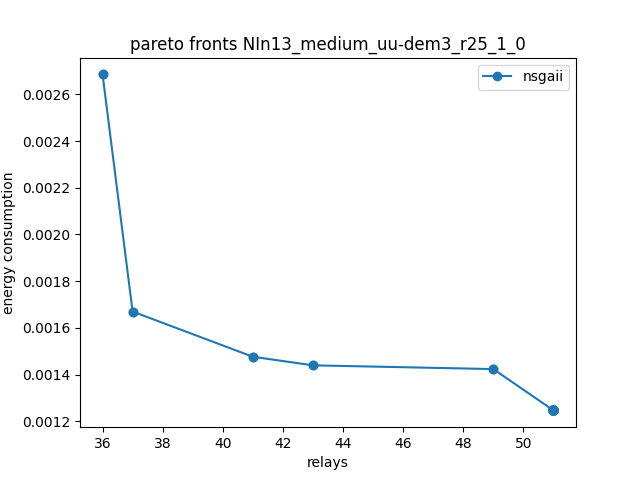 pareto fronts NIn13_medium_uu-dem3_r25_1_0
nsgaii
energy consumption
0.0026
0.0024
0.0022
0.0020
0.0018
0.0016
0.0014
0.0012
36 38 40 42 44 46 48 50
relays